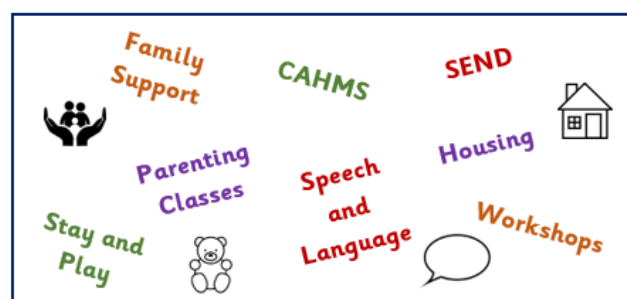 Family
Support
CAHMS
SEND
Parenting
Classes
Speech
and
Language
Housing
Stay and
Play
Workshops